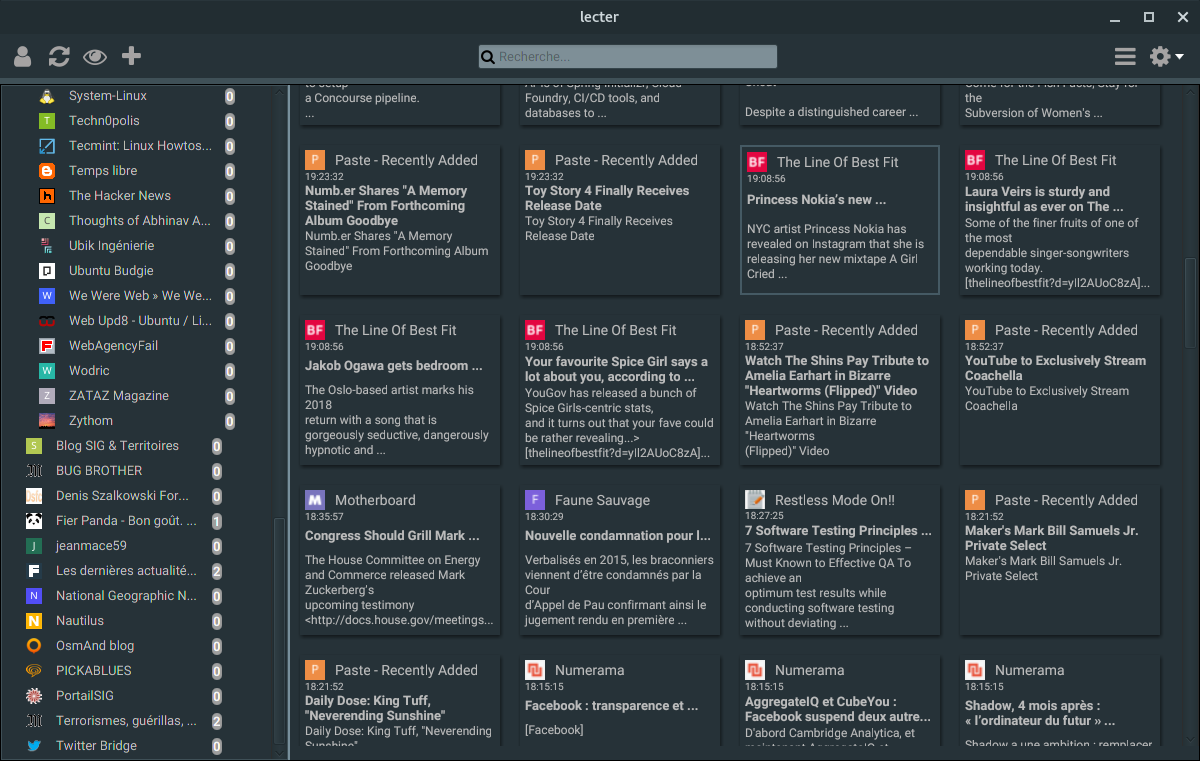 lecter
Recherche...
System-Linux 0
T Techn0polis 0
Tecmint: Linux Howtos... 0
Temps libre 0
The Hacker News 0
C Thoughts of Abhinav A... 0
Ubik Ingénierie 0
Ubuntu Budgie 0
W We Were Web » We We... 0
Web Upd8 - Ubuntu / Li... 0
F WebAgencyFail 0
W Wodric 0
Z ZATAZ Magazine 0
Zythom 0
S Blog SIG & Territoires 0
BUG BROTHER 0
Denis Szalkowski For... 0
Fier Panda - Bon goût. ... 1
J jeanmace59 0
F Les dernières actualité... 2
N National Geographic N... 0
N Nautilus 0
OsmAnd blog 0
PICKABLUES 0
PortailSIG 0
Terrorismes, guérillas, ... 2
Twitter Bridge 0
to setup
a Concourse pipeline.
...
APIs of Spring Initializr, Cloud
Foundry, CI/CD tools, and
databases to ...
Despite a distinguished career ...
Some for the Fish Facts, Stay for
the
Subversion of Women's ...
P Paste - Recently Added
19:23:32
Numb.er Shares "A Memory
Stained" From Forthcoming
Album Goodbye
Numb.er Shares "A Memory
Stained" From Forthcoming Album
Goodbye
P Paste - Recently Added
19:23:32
Toy Story 4 Finally Receives
Release Date
Toy Story 4 Finally Receives
Release Date
BF The Line Of Best Fit
19:08:56
Princess Nokia’s new ...
NYC artist Princess Nokia has
revealed on Instagram that she is
releasing her new mixtape A Girl
Cried ...
BF The Line Of Best Fit
19:08:56
Laura Veirs is sturdy and
insightful as ever on The ...
Some of the finer fruits of one of
the most
dependable singer-songwriters
working today.
[thelineofbestfit?d=yIl2AUoC8zA]...
BF The Line Of Best Fit
19:08:56
Jakob Ogawa gets bedroom ...
The Oslo-based artist marks his
2018
return with a song that is
gorgeously seductive, dangerously
hypnotic and ...
BF The Line Of Best Fit
19:08:56
Your favourite Spice Girl says a
lot about you, according to ...
YouGov has released a bunch of
Spice Girls-centric stats,
and it turns out that your fave could
be rather revealing...>
[thelineofbestfit?d=yIl2AUoC8zA]...
P Paste - Recently Added
18:52:37
Watch The Shins Pay Tribute to
Amelia Earhart in Bizarre
"Heartworms (Flipped)" Video
Watch The Shins Pay Tribute to
Amelia Earhart in Bizarre
"Heartworms
(Flipped)" Video
P Paste - Recently Added
18:52:37
YouTube to Exclusively Stream
Coachella
YouTube to Exclusively Stream
Coachella
M Motherboard
18:35:57
Congress Should Grill Mark ...
The House Committee on Energy
and Commerce released Mark
Zuckerberg’s
upcoming testimony
<http://docs.house.gov/meetings...
F Faune Sauvage
18:30:29
Nouvelle condamnation pour l...
Verbalisés en 2015, les braconniers
viennent d’être condamnés par la
Cour
d’Appel de Pau confirmant ainsi le
jugement rendu en première ...
Restless Mode On!!
18:27:25
7 Software Testing Principles ...
7 Software Testing Principles –
Must Known to Effective QA To
achieve an
optimum test results while
conducting software testing
without deviating ...
P Paste - Recently Added
18:21:52
Maker's Mark Bill Samuels Jr.
Private Select
Maker's Mark Bill Samuels Jr.
Private Select
P Paste - Recently Added
18:21:52
Daily Dose: King Tuff,
"Neverending Sunshine"
Daily Dose: King Tuff, "Neverending
Sunshine"
Numerama
18:15:15
Facebook : transparence et ...
[Facebook]
Numerama
18:15:15
AggregateIQ et CubeYou :
Facebook suspend deux autre...
D'abord Cambridge Analytica, et
maintenant AggregateIQ et
Numerama
18:15:15
Shadow, 4 mois après :
« l’ordinateur du futur » ...
Shadow a une ambition : remplacer